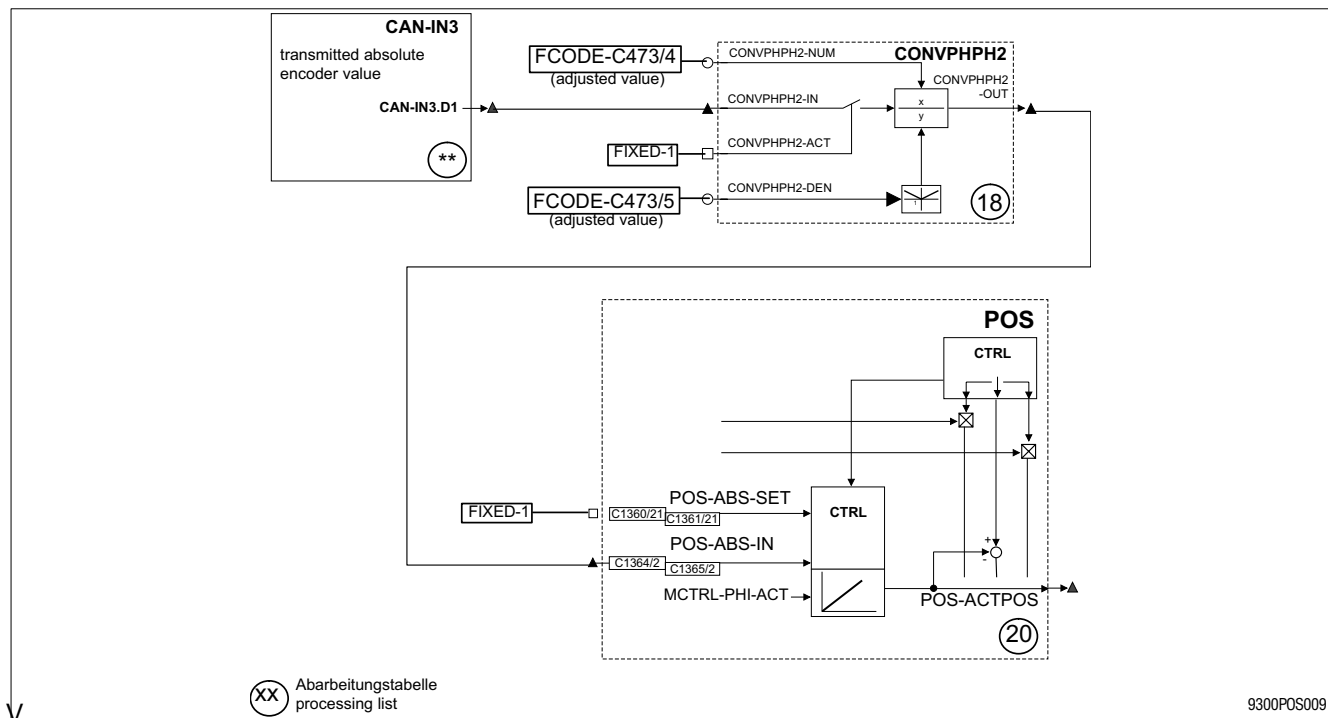 CAN-IN3
transmitted absolute
encoder value
CAN-IN3.D1
**
FCODE-C473/4
(adjusted value)
CONVPHPH2-NUM
CONVPHPH2
CONVPHPH2
-OUT
CONVPHPH2-IN
x
y
FIXED-1
CONVPHPH2-ACT
FCODE-C473/5
(adjusted value)
CONVPHPH2-DEN
1
18
POS
CTRL
FIXED-1
POS-ABS-SET
C1360/21
C1361/21
CTRL
POS-ABS-IN
C1364/2
C1365/2
MCTRL-PHI-ACT
+
-
POS-ACTPOS
20
XX
Abarbeitungstabelle
processing list
V
9300POS009